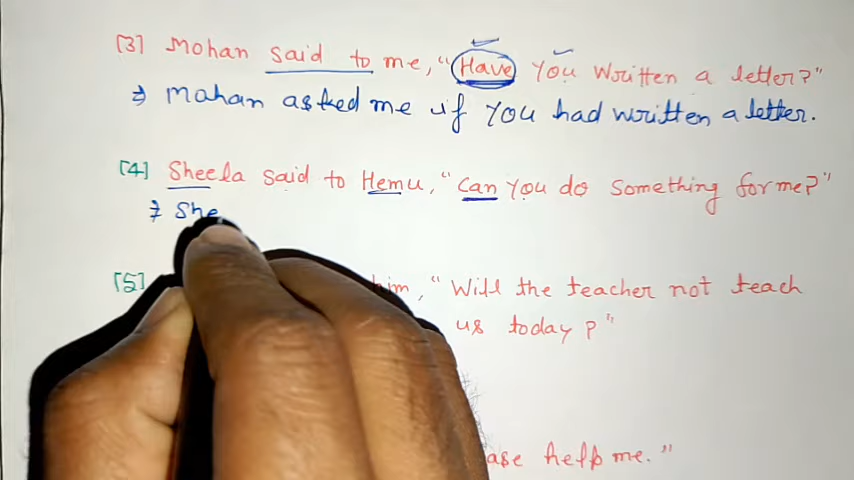 [3] Mohan said to me, "Have you written a letter?"
⇒ Mohan asked me if you had written a letter.
[4] Sheela said to Hemu, "Can you do something for me?"
⇒ She
[5] him, "Will the teacher not teach
us today?"
help me."